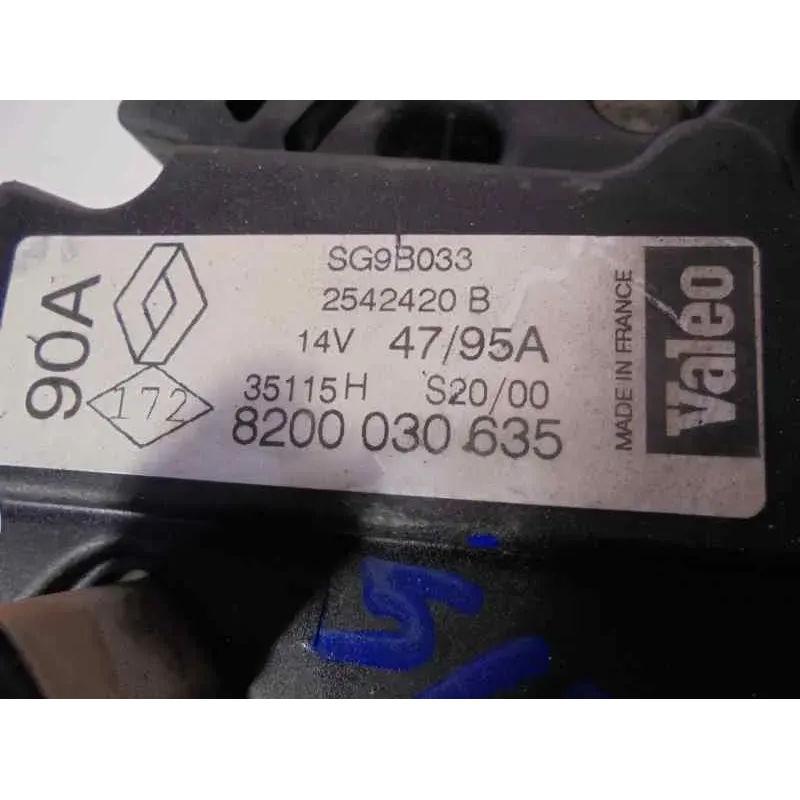 90A
172
SG9B033
2542420 B
14V 47/95A
35115H S20/00
8200 030 635
MADE IN FRANCE
Valeo